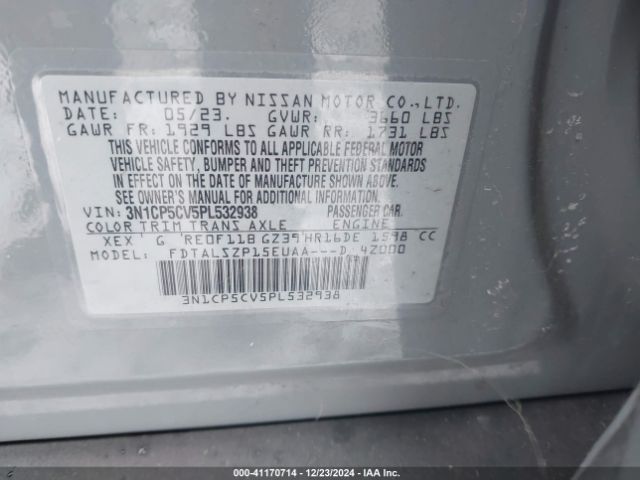 MANUFACTURED BY NISSAN MOTOR CO.,LTD.
DATE: 05/23. GVWR: 3660 LBS
GAWR FR: 1929 LBS GAWR RR: 1731 LBS
THIS VEHICLE CONFORMS TO ALL APPLICABLE FEDERAL MOTOR
VEHICLE SAFETY, BUMPER AND THEFT PREVENTION STANDARDS
IN EFFECT ON THE DATE OF MANUFACTURE SHOWN ABOVE.
SEE OWNER'S MANUAL FOR ADDITIONAL INFORMATION
VIN: 3N1CP5CV5PL532938 PASSENGER CAR.
COLOR TRIM TRANS AXLE ENGINE
XEX G RE0F11B GZ39 HR16DE 1598 CC
MODEL: FDTALSZP15EUAA---D 42000
3N1CP5CV5PL532938
000-41170714 - 12/23/2024 - IAA Inc.